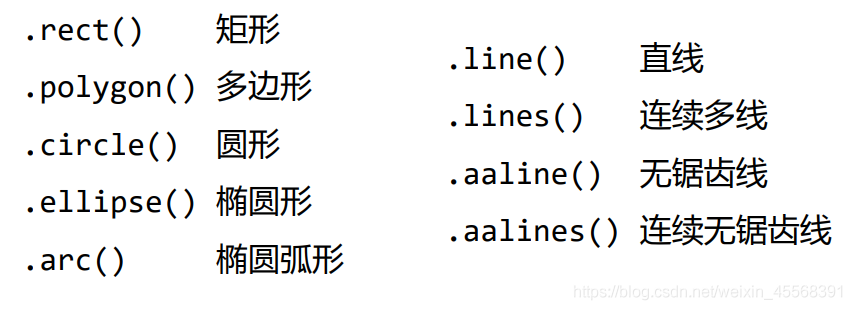 .rect() 矩形
.polygon() 多边形
.circle() 圆形
.ellipse() 椭圆形
.arc() 椭圆弧形
.line() 直线
.lines() 连续多线
.aaline() 无锯齿线
.aalines() 连续无锯齿线
https://blog.csdn.net/weixin_45568391